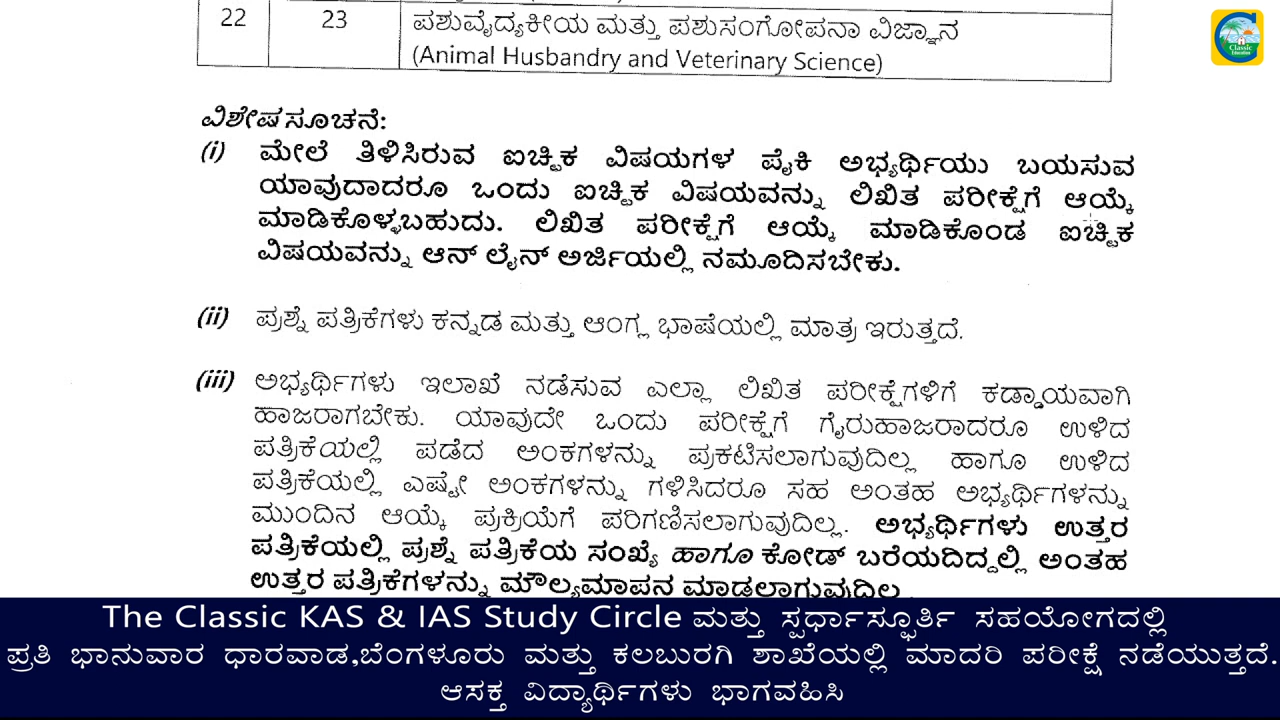 22 23 ಪಶುವೈದ್ಯಕೀಯ ಮತ್ತು ಪಶುಸಂಗೋಪನಾ ವಿಜ್ಞಾನ
(Animal Husbandry and Veterinary Science)
Classic
Education
ವಿಶೇಷಸೂಚನೆ:
(i) ಮೇಲೆ ತಿಳಿಸಿರುವ ಐಚ್ಚಿಕ ವಿಷಯಗಳ ಪೈಕಿ ಅಭ್ಯರ್ಥಿಯು ಬಯಸುವ
ಯಾವುದಾದರೂ ಒಂದು ಐಚ್ಚಿಕ ವಿಷಯವನ್ನು ಲಿಖಿತ ಪರೀಕ್ಷೆಗೆ ಆಯ್ಕೆ
ಮಾಡಿಕೊಳ್ಳಬಹುದು. ಲಿಖಿತ ಪರೀಕ್ಷೆಗೆ ಆಯ್ಕೆ ಮಾಡಿಕೊಂಡ ಐಚ್ಚಿಕ
ವಿಷಯವನ್ನು ಆನ್ ಲೈನ್ ಅರ್ಜಿಯಲ್ಲಿ ನಮೂದಿಸಬೇಕು.
(ii) ಪ್ರಶ್ನೆ ಪತ್ರಿಕೆಗಳು ಕನ್ನಡ ಮತ್ತು ಆಂಗ್ಲ ಭಾಷೆಯಲ್ಲಿ ಮಾತ್ರ ಇರುತ್ತದೆ.
(iii) ಅಭ್ಯರ್ಥಿಗಳು ಇಲಾಖೆ ನಡೆಸುವ ಎಲ್ಲಾ ಲಿಖಿತ ಪರೀಕ್ಷೆಗಳಿಗೆ ಕಡ್ಡಾಯವಾಗಿ
ಹಾಜರಾಗಬೇಕು. ಯಾವುದೇ ಒಂದು ಪರೀಕ್ಷೆಗೆ ಗೈರುಹಾಜರಾದರೂ ಉಳಿದ
ಪತ್ರಿಕೆಯಲ್ಲಿ ಪಡೆದ ಅಂಕಗಳನ್ನು ಪ್ರಕಟಿಸಲಾಗುವುದಿಲ್ಲ ಹಾಗೂ ಉಳಿದ
ಪತ್ರಿಕೆಯಲ್ಲಿ ಎಷ್ಟೇ ಅಂಕಗಳನ್ನು ಗಳಿಸಿದರೂ ಸಹ ಅಂತಹ ಅಭ್ಯರ್ಥಿಗಳನ್ನು
ಮುಂದಿನ ಆಯ್ಕೆ ಪ್ರಕ್ರಿಯೆಗೆ ಪರಿಗಣಿಸಲಾಗುವುದಿಲ್ಲ. ಅಭ್ಯರ್ಥಿಗಳು ಉತ್ತರ
ಪತ್ರಿಕೆಯಲ್ಲಿ ಪ್ರಶ್ನೆ ಪತ್ರಿಕೆಯ ಸಂಖ್ಯೆ ಹಾಗೂ ಕೋಡ್ ಬರೆಯದಿದ್ದಲ್ಲಿ ಅಂತಹ
ಉತ್ತರ ಪತ್ರಿಕೆಗಳನ್ನು ಮೌಲ್ಯಮಾಪನ ಮಾಡಲಾಗುವುದಿಲ್ಲ.
The Classic KAS & IAS Study Circle ಮತ್ತು ಸ್ಪರ್ಧಾಸ್ಫೂರ್ತಿ ಸಹಯೋಗದಲ್ಲಿ
ಪ್ರತಿ ಭಾನುವಾರ ಧಾರವಾಡ,ಬೆಂಗಳೂರು ಮತ್ತು ಕಲಬುರಗಿ ಶಾಖೆಯಲ್ಲಿ ಮಾದರಿ ಪರೀಕ್ಷೆ ನಡೆಯುತ್ತದೆ.
ಆಸಕ್ತ ವಿದ್ಯಾರ್ಥಿಗಳು ಭಾಗವಹಿಸಿ